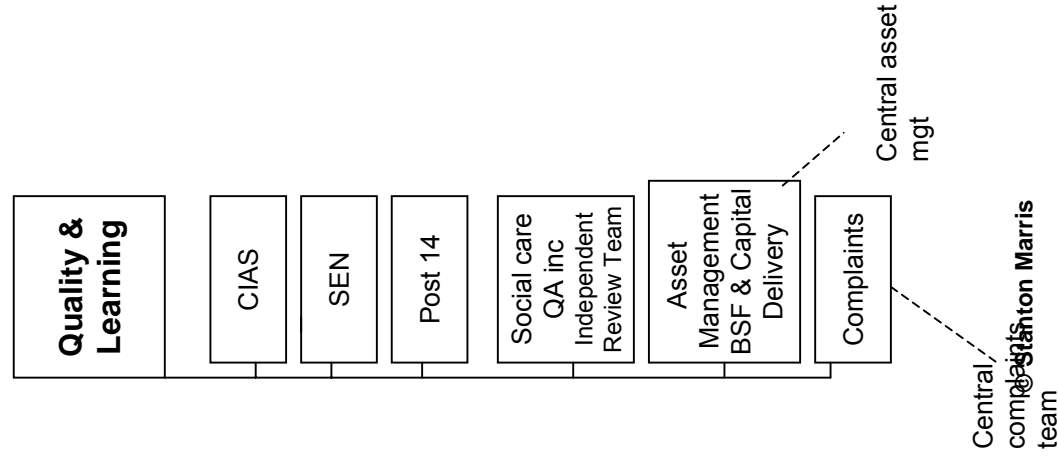 Quality &
Learning
CIAS
SEN
Post 14
Social care
QA inc
Independent
Review Team
Asset
Management
BSF & Capital
Delivery
Complaints
Central asset
mgt
Central
complaints
team
© Stanton Marris